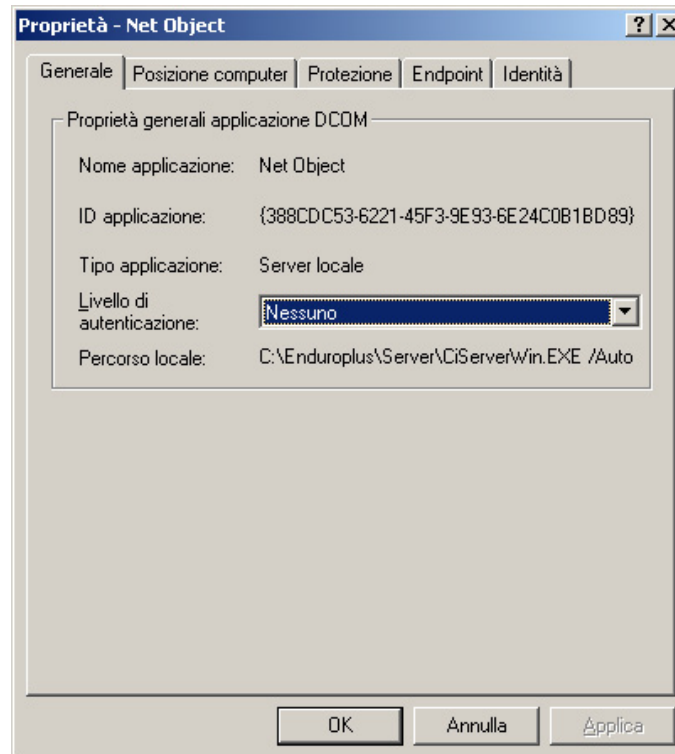 Proprietà - Net Object
Generale Posizione computer Protezione Endpoint Identità
Proprietà generali applicazione DCOM
Nome applicazione: Net Object
ID applicazione: {388CDC53-6221-45F3-9E93-6E24C0B1BD89}
Tipo applicazione: Server locale
Livello di
autenticazione: Nessuno
Percorso locale: C:\Enduroplus\Server\CiServerWin.EXE /Auto
OK Annulla Applica